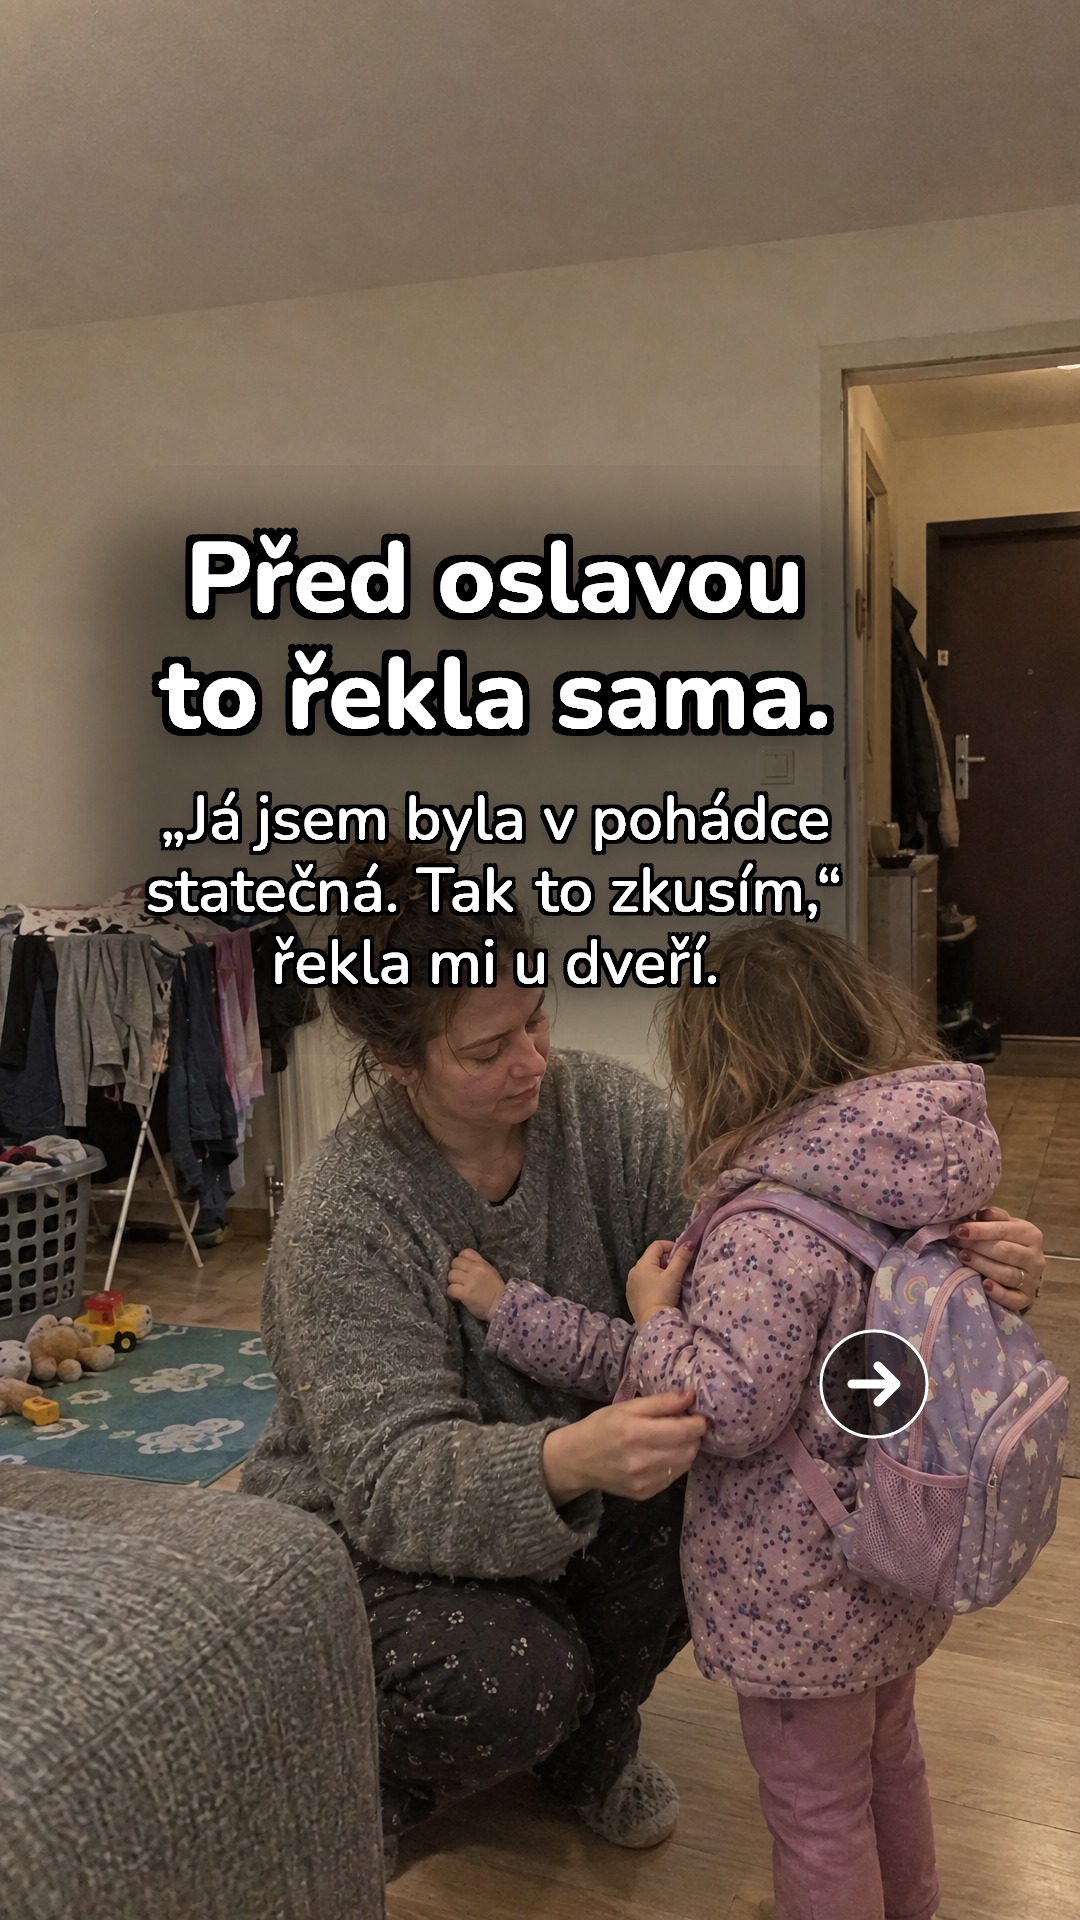 Před oslavou
to řekla sama.
„Já jsem byla v pohádce
statečná. Tak to zkusím,“
řekla mi u dveří.